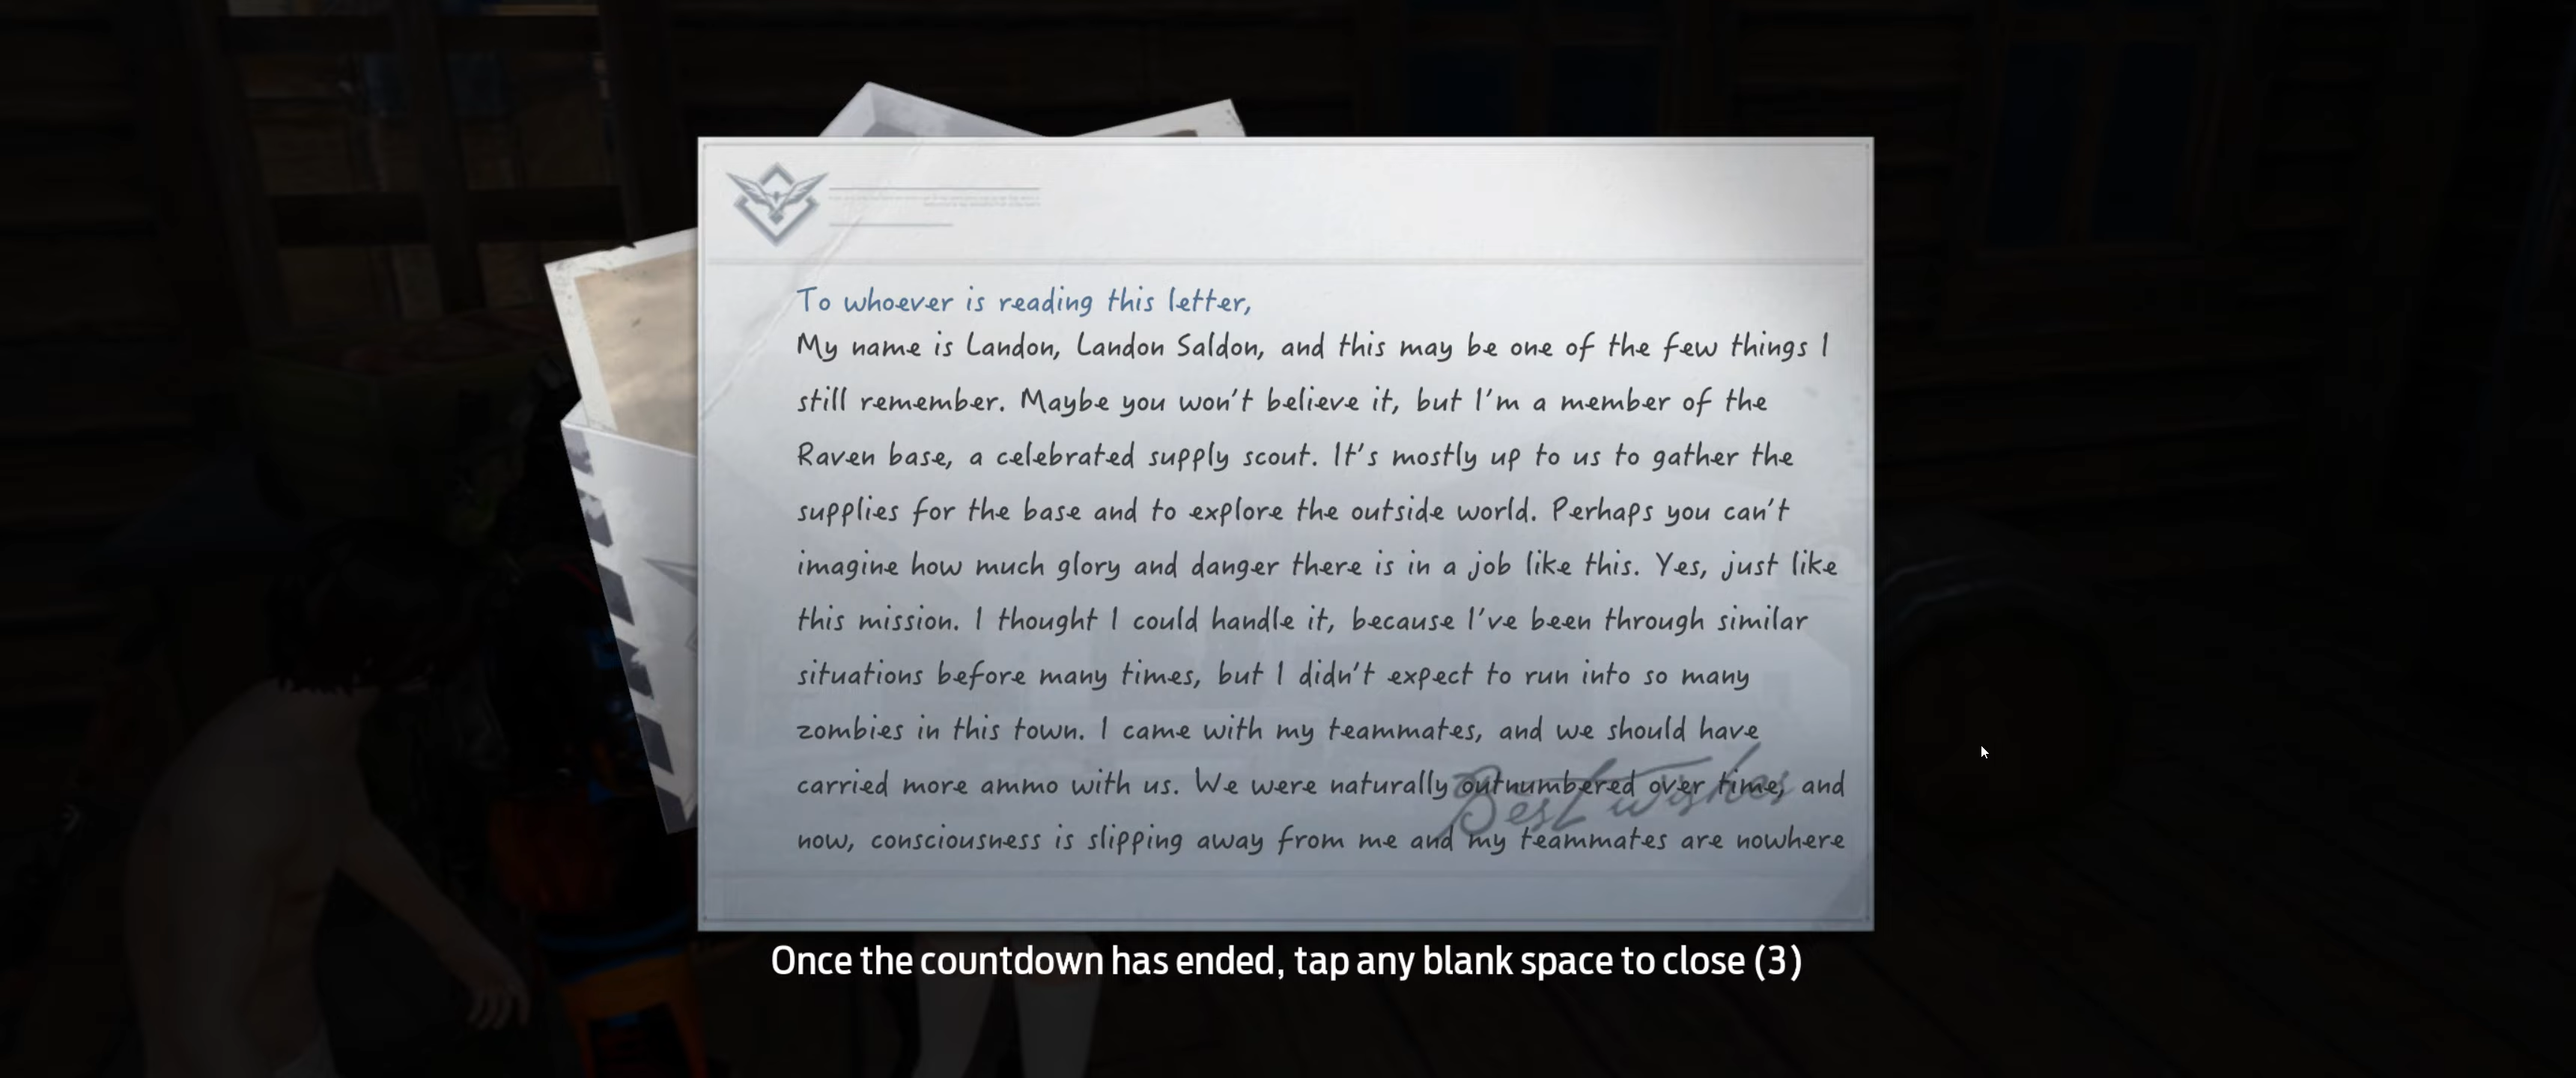 To whoever is reading this letter,
My name is Landon, Landon Saldon, and this may be one of the few things I
still remember. Maybe you won't believe it, but I'm a member of the
Raven base, a celebrated supply scout. It's mostly up to us to gather the
supplies for the base and to explore the outside world. Perhaps you can't
imagine how much glory and danger there is in a job like this. Yes, just like
this mission. I thought I could handle it, because I've been through similar
situations before many times, but I didn't expect to run into so many
zombies in this town. I came with my teammates, and we should have
carried more ammo with us. We were naturally outnumbered over time, and
Best wishes
now, consciousness is slipping away from me and my teammates are nowhere
Once the countdown has ended, tap any blank space to close (3)